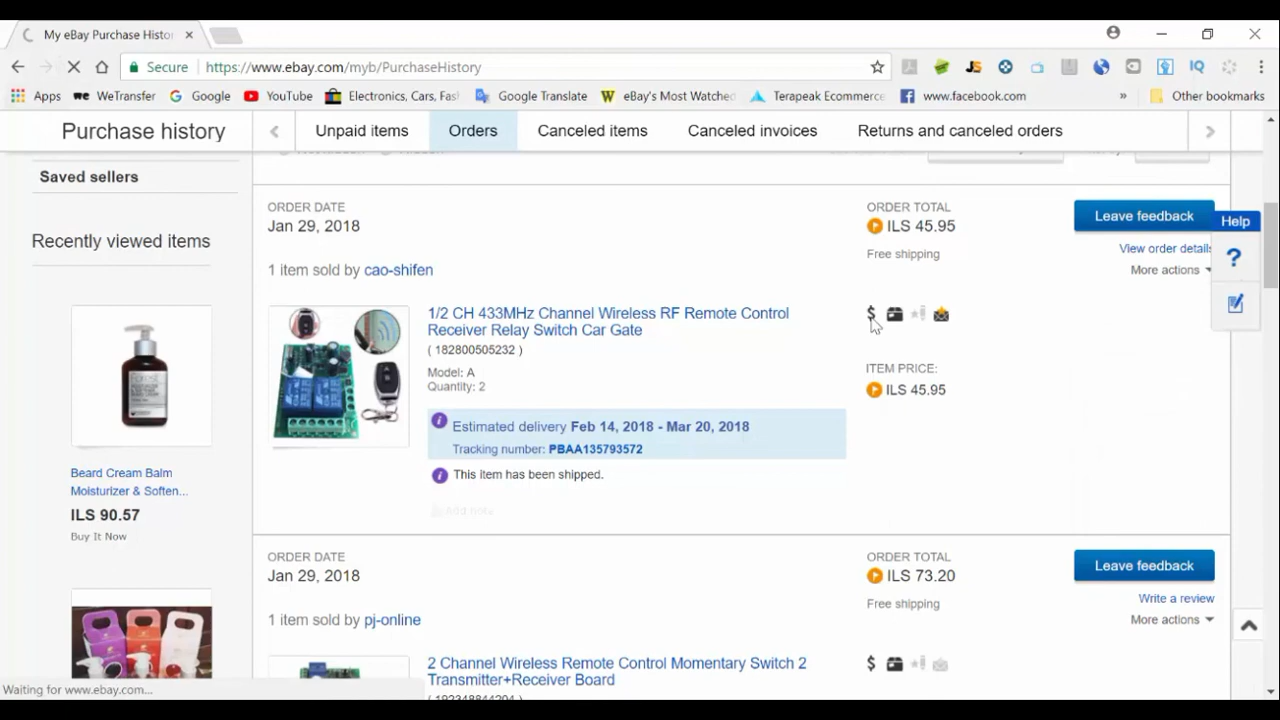 My eBay Purchase Histo
Secure https://www.ebay.com/myb/PurchaseHistory
Apps WeTransfer Google YouTube Electronics, Cars, Fas Google Translate eBay's Most Watched Terapeak Ecommerce www.facebook.com » Other bookmarks
Purchase history
Unpaid items Orders Canceled items Canceled invoices Returns and canceled orders
Saved sellers
Recently viewed items
Beard Cream Balm
Moisturizer & Soften...
ILS 90.57
Buy It Now
ORDER DATE
Jan 29, 2018
ORDER TOTAL
ILS 45.95
Free shipping
Leave feedback
View order details
More actions
1 item sold by cao-shifen
1/2 CH 433MHz Channel Wireless RF Remote Control
Receiver Relay Switch Car Gate
( 182800505232 )
Model: A
Quantity: 2
ITEM PRICE:
ILS 45.95
Estimated delivery Feb 14, 2018 - Mar 20, 2018
Tracking number: PBAA135793572
This item has been shipped.
Add note
Help
?
ORDER DATE
Jan 29, 2018
ORDER TOTAL
ILS 73.20
Free shipping
Leave feedback
Write a review
More actions
1 item sold by pj-online
2 Channel Wireless Remote Control Momentary Switch 2
Transmitter+Receiver Board
Waiting for www.ebay.com...